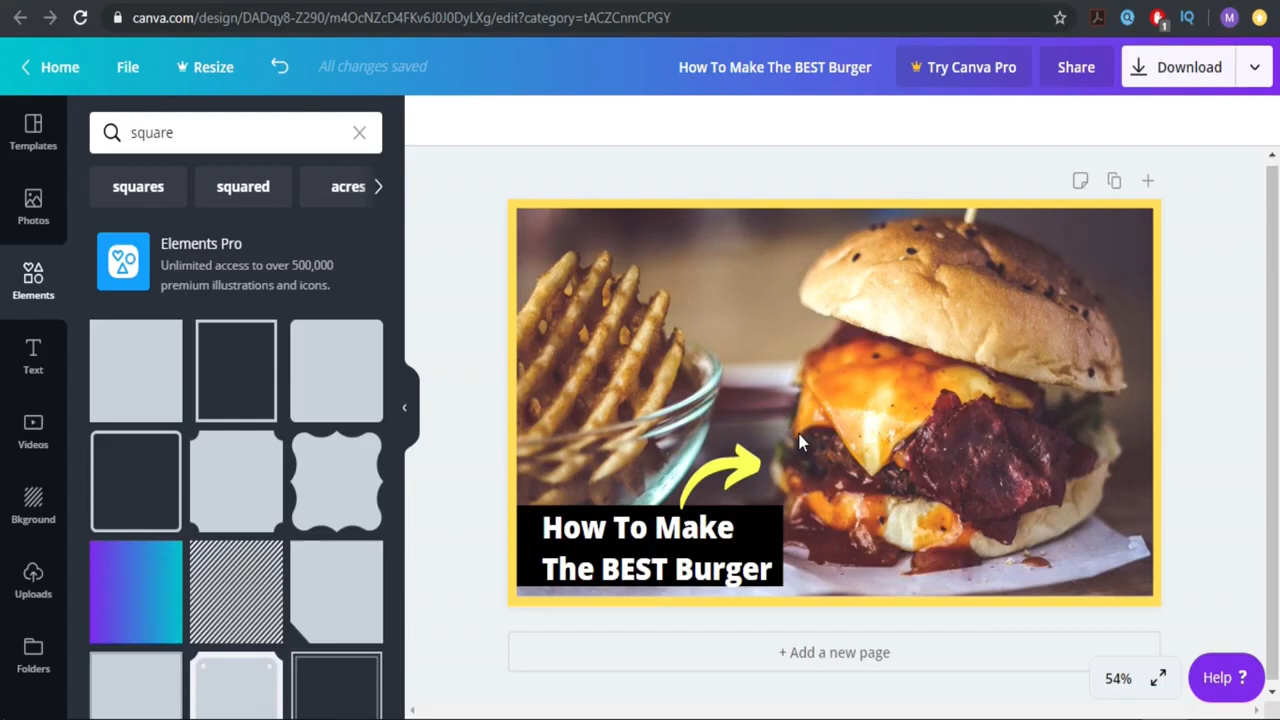 canva.com/design/DADqy8-Z290/m4OcNZcD4FKv6J0J0DyLXg/edit?category=tACZCnmCPGY
IQ
M
1
Home
File
Resize
All changes saved
How To Make The BEST Burger
Try Canva Pro
Share
Download
Templates
Photos
Elements
Text
Videos
Bkground
Uploads
Folders
square
squares
squared
acres
Elements Pro
Unlimited access to over 500,000
premium illustrations and icons.
How To Make
The BEST Burger
+ Add a new page
54%
Help ?